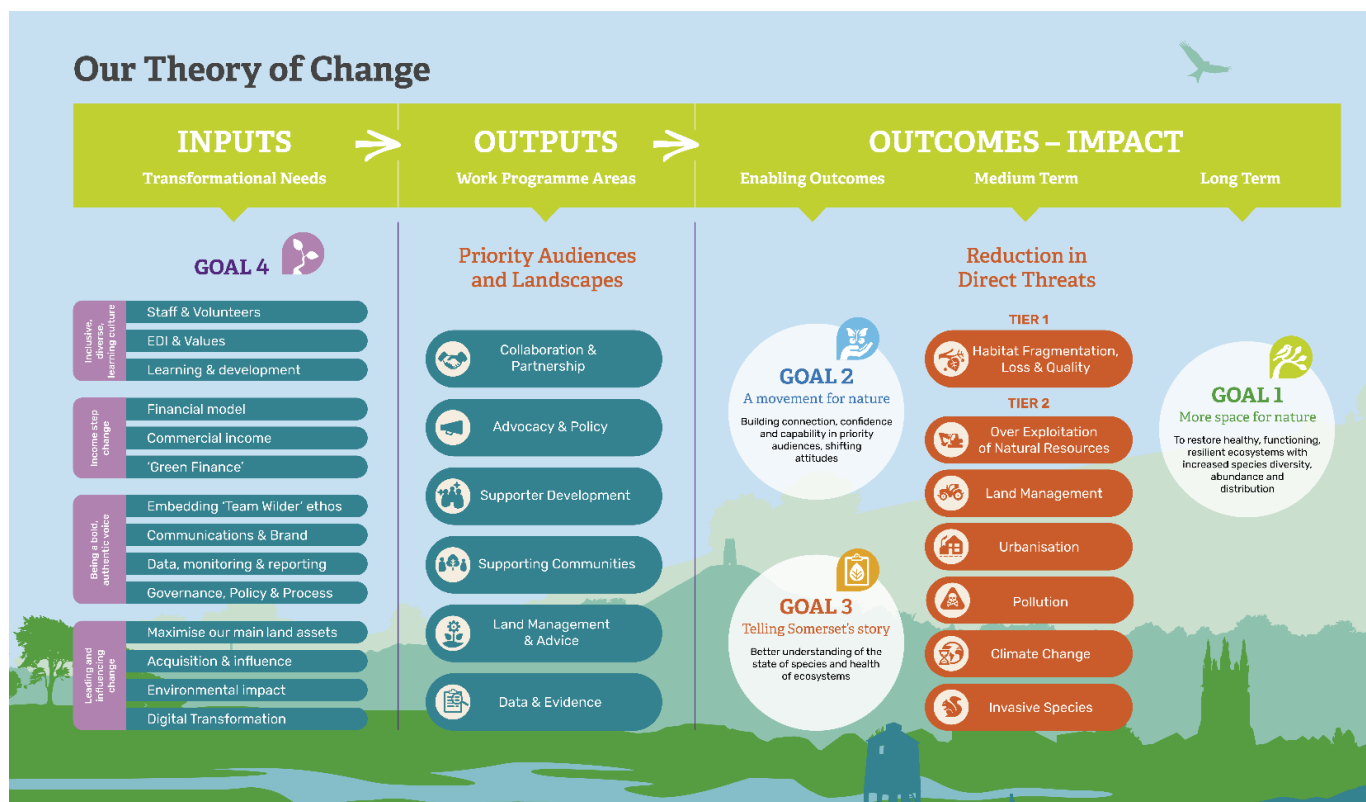 Our Theory of Change
INPUTS
Transformational Needs
OUTPUTS
Work Programme Areas
OUTCOMES – IMPACT
Enabling Outcomes
Medium Term
Long Term
GOAL 4
Inclusive,
diverse,
learning culture
Staff & Volunteers
EDI & Values
Learning & development
Income step
change
Financial model
Commercial income
‘Green Finance’
Being a bold,
authentic voice
Embedding ‘Team Wilder’ ethos
Communications & Brand
Data, monitoring & reporting
Governance, Policy & Process
Leading and
influencing
change
Maximise our main land assets
Acquisition & influence
Environmental impact
Digital Transformation
Priority Audiences
and Landscapes
Collaboration &
Partnership
Advocacy & Policy
Supporter Development
Supporting Communities
Land Management
& Advice
Data & Evidence
GOAL 2
A movement for nature
Building connection, confidence
and capability in priority
audiences, shifting
attitudes
GOAL 3
Telling Somerset’s story
Better understanding of the
state of species and health
of ecosystems
Reduction in
Direct Threats
TIER 1
Habitat Fragmentation,
Loss & Quality
TIER 2
Over Exploitation
of Natural Resources
Land Management
Urbanisation
Pollution
Climate Change
Invasive Species
GOAL 1
More space for nature
To restore healthy, functioning,
resilient ecosystems with
increased species diversity,
abundance and
distribution